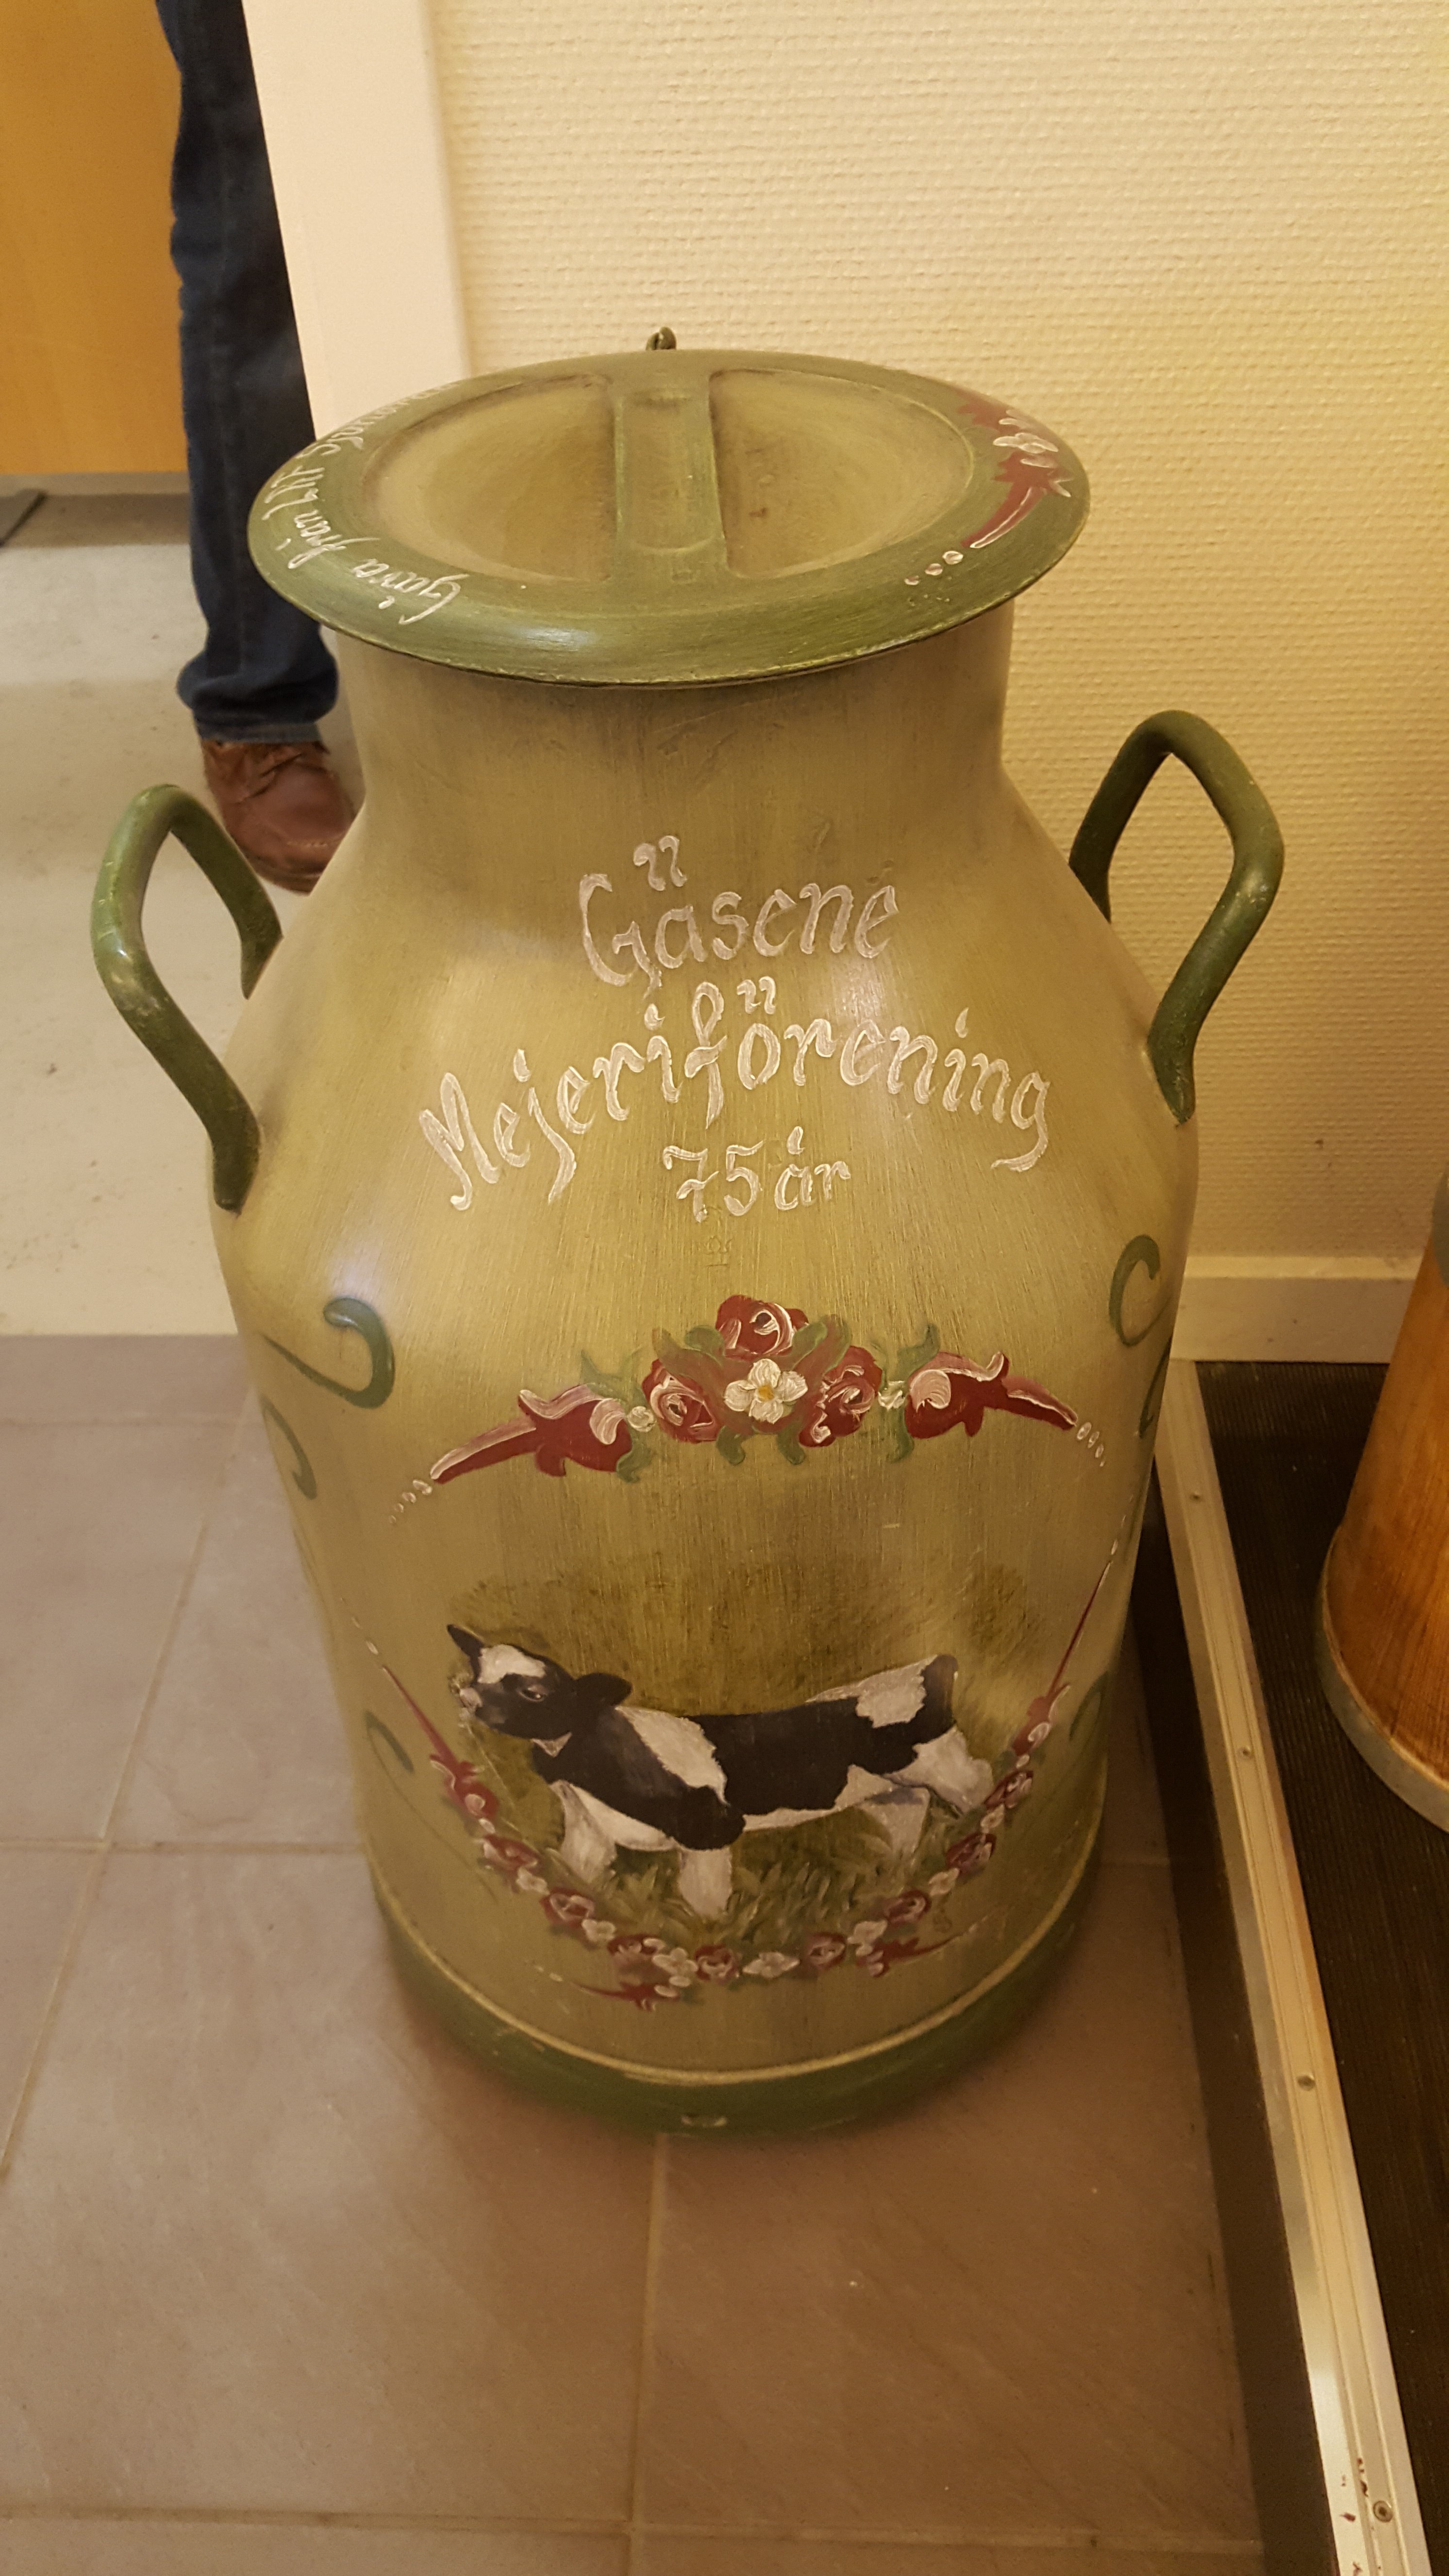 Gåva från LRF
Gäsene
Mejeriförening
75 år